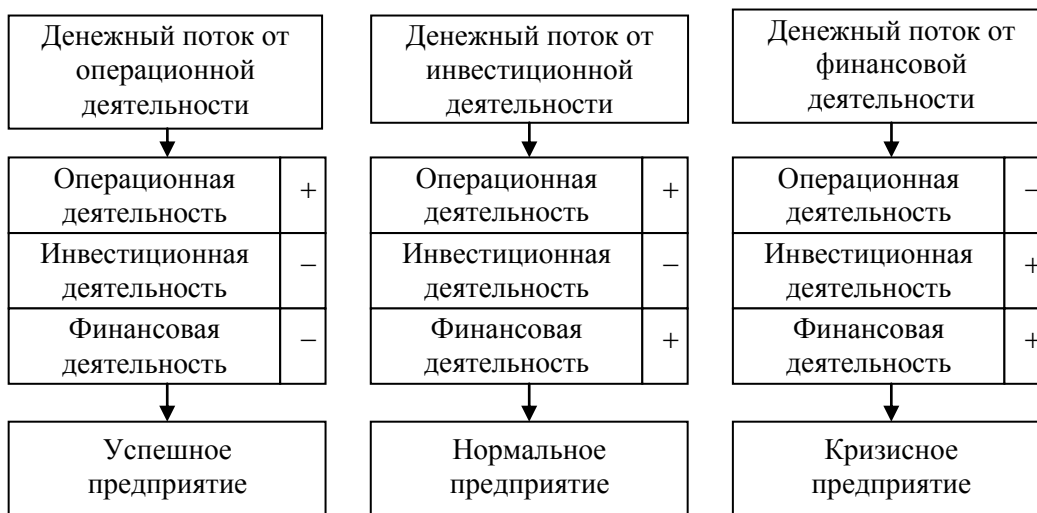 Денежный поток от
операционной
деятельности
Операционная
деятельность
+
Инвестиционная
деятельность
−
Финансовая
деятельность
−
Успешное
предприятие
Денежный поток от
инвестиционной
деятельности
Операционная
деятельность
+
Инвестиционная
деятельность
−
Финансовая
деятельность
+
Нормальное
предприятие
Денежный поток от
финансовой
деятельности
Операционная
деятельность
−
Инвестиционная
деятельность
+
Финансовая
деятельность
+
Кризисное
предприятие